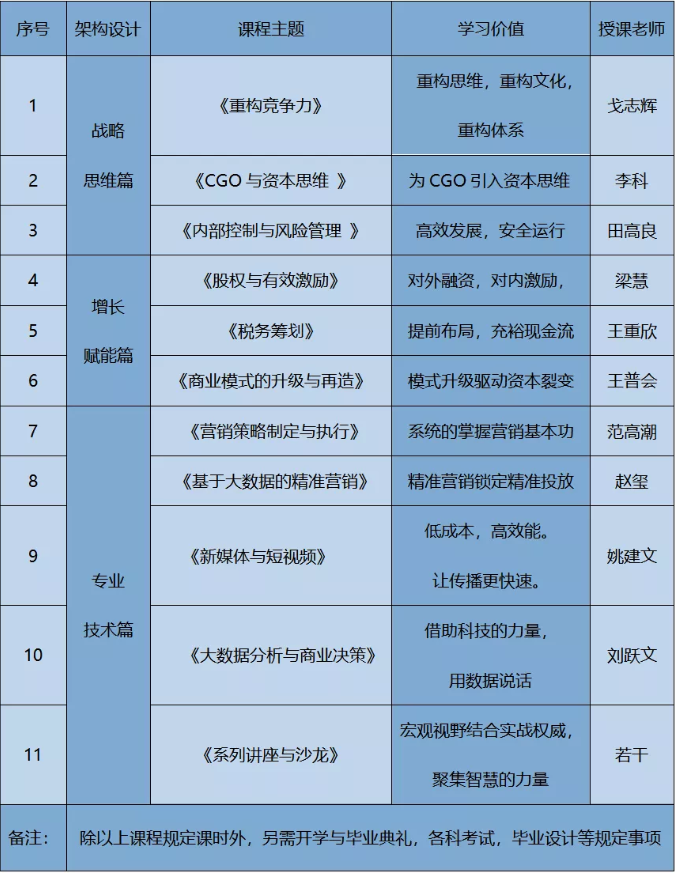 序号 架构设计 课程主题 学习价值 授课老师
1 战略 《重构竞争力》 重构思维，重构文化， 戈志辉
重构体系
2 思维篇 《CGO 与资本思维 》 为 CGO 引入资本思维 李科
3 《内部控制与风险管理 》 高效发展，安全运行 田高良
4 增长 《股权与有效激励》 对外融资，对内激励， 梁慧
5 赋能篇 《税务筹划》 提前布局，充裕现金流 王重欣
6 《商业模式的升级与再造》 模式升级驱动资本裂变 王普会
7 《营销策略制定与执行》 系统的掌握营销基本功 范高潮
8 《基于大数据的精准营销》 精准营销锁定精准投放 赵玺
9 专业 《新媒体与短视频》 低成本，高效能。 姚建文
让传播更快速。
10 技术篇 《大数据分析与商业决策》 借助科技的力量， 刘跃文
用数据说话
11 《系列讲座与沙龙》 宏观视野结合实战权威， 若干
聚集智慧的力量
备注： 除以上课程规定课时外，另需开学与毕业典礼，各科考试，毕业设计等规定事项